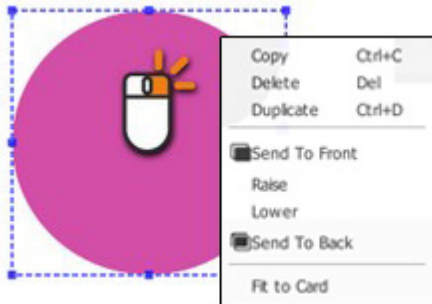 Copy Ctrl+C
Delete Del
Duplicate Ctrl+D
Send To Front
Raise
Lower
Send To Back
Fit to Card